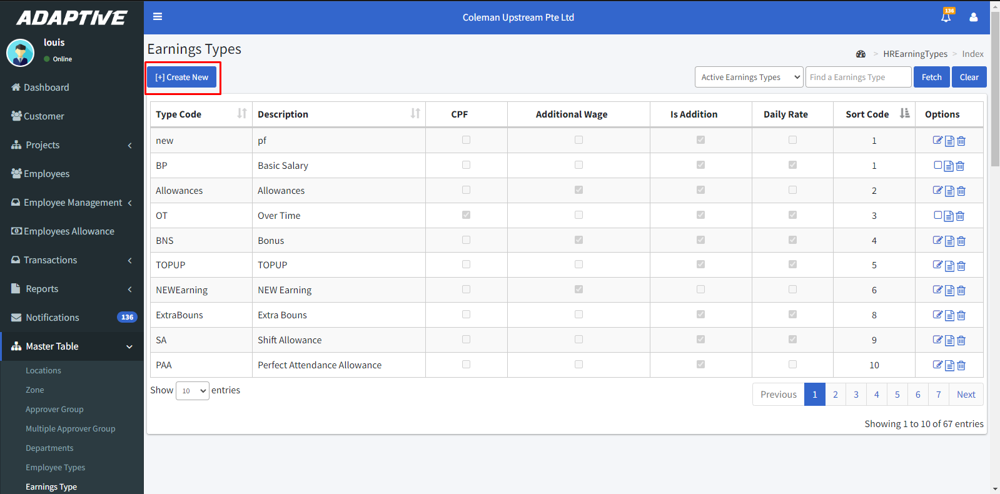 ADAPTIVE
louis
Online
Dashboard
Customer
Projects
Employees
Employee Management
Employees Allowance
Transactions
Reports
Notifications 136
Master Table
Locations
Zone
Approver Group
Multiple Approver Group
Departments
Employee Types
Earnings Type
Coleman Upstream Pte Ltd
136
Earnings Types
> HREarningTypes > Index
[+] Create New
Active Earnings Types Find a Earnings Type Fetch Clear
Type Code Description CPF Additional Wage Is Addition Daily Rate Sort Code Options
new pf 1
BP Basic Salary 1
Allowances Allowances 2
OT Over Time 3
BNS Bonus 4
TOPUP TOPUP 5
NEWEarning NEW Earning 6
ExtraBouns Extra Bouns 8
SA Shift Allowance 9
PAA Perfect Attendance Allowance 10
Show 10 entries
Previous 1 2 3 4 5 6 7 Next
Showing 1 to 10 of 67 entries